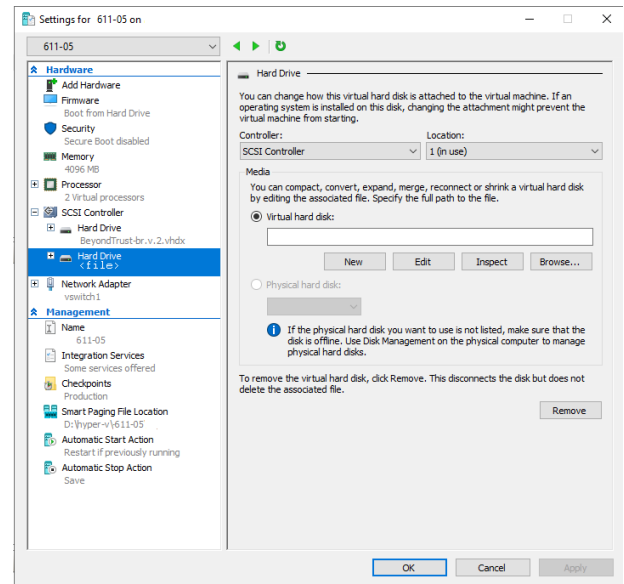 Settings for 611-05 on
611-05
Hardware
Add Hardware
Firmware
Boot from Hard Drive
Security
Secure Boot disabled
Memory
4096 MB
Processor
2 Virtual processors
SCSI Controller
Hard Drive
BeyondTrust-br.v.2.vhdx
Hard Drive
<file>
Network Adapter
vswitch1
Management
Name
611-05
Integration Services
Some services offered
Checkpoints
Production
Smart Paging File Location
D:\hyper-v\611-05
Automatic Start Action
Restart if previously running
Automatic Stop Action
Save
Hard Drive
You can change how this virtual hard disk is attached to the virtual machine. If an
operating system is installed on this disk, changing the attachment might prevent the
virtual machine from starting.
Controller: Location:
SCSI Controller 1 (in use)
Media
You can compact, convert, expand, merge, reconnect or shrink a virtual hard disk
by editing the associated file. Specify the full path to the file.
Virtual hard disk:
New Edit Inspect Browse...
Physical hard disk:
If the physical hard disk you want to use is not listed, make sure that the
disk is offline. Use Disk Management on the physical computer to manage
physical hard disks.
To remove the virtual hard disk, click Remove. This disconnects the disk but does not
delete the associated file.
Remove
OK Cancel Apply